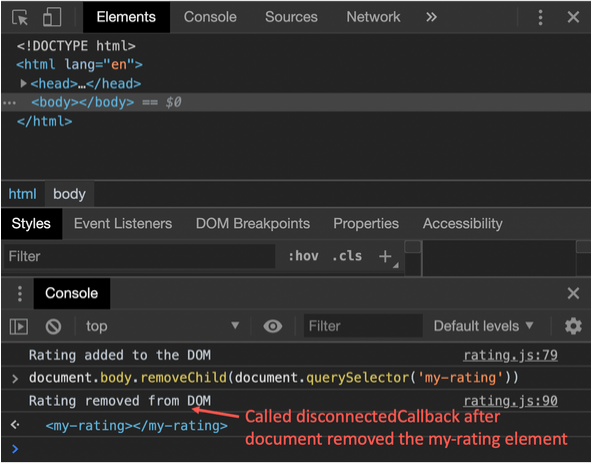 Elements Console Sources Network »
<!DOCTYPE html>
<html lang="en">
<head>…</head>
<body></body> == $0
</html>
html body
Styles Event Listeners DOM Breakpoints Properties Accessibility
Filter :hov .cls +
Console
top Filter Default levels
Rating added to the DOM rating.js:79
> document.body.removeChild(document.querySelector('my-rating'))
Rating removed from DOM rating.js:90
<my-rating></my-rating>
Called disconnectedCallback after
document removed the my-rating element
>